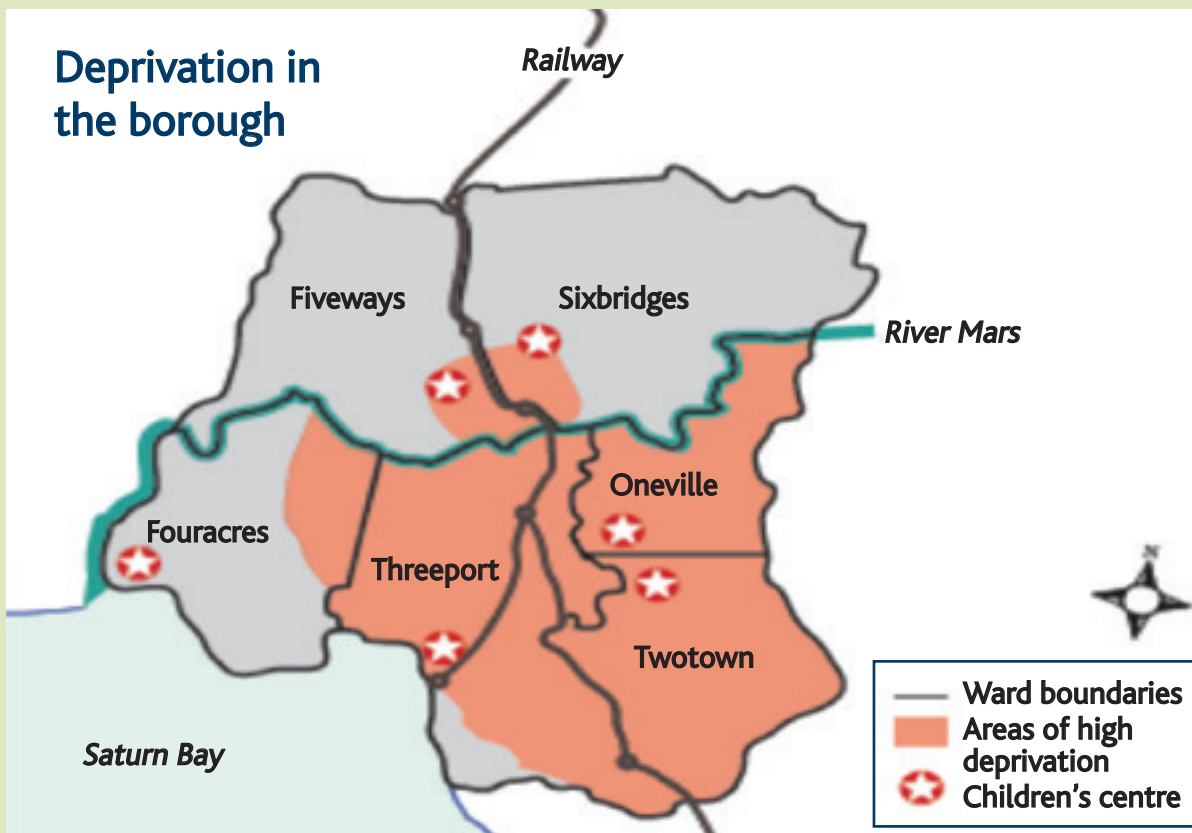 Deprivation in
the borough
Railway
Fiveways
Sixbridges
River Mars
Oneville
Fouracres
Threeport
Twotown
Saturn Bay
N
Ward boundaries
Areas of high
deprivation
Children's centre